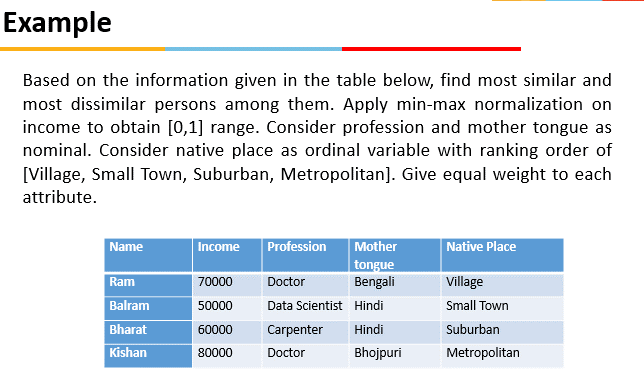 Example
Based on the information given in the table below, find most similar and
most dissimilar persons among them. Apply min-max normalization on
income to obtain [0,1] range. Consider profession and mother tongue as
nominal. Consider native place as ordinal variable with ranking order of
[Village, Small Town, Suburban, Metropolitan]. Give equal weight to each
attribute.
Name Income Profession Mother tongue Native Place
Ram 70000 Doctor Bengali Village
Balram 50000 Data Scientist Hindi Small Town
Bharat 60000 Carpenter Hindi Suburban
Kishan 80000 Doctor Bhojpuri Metropolitan